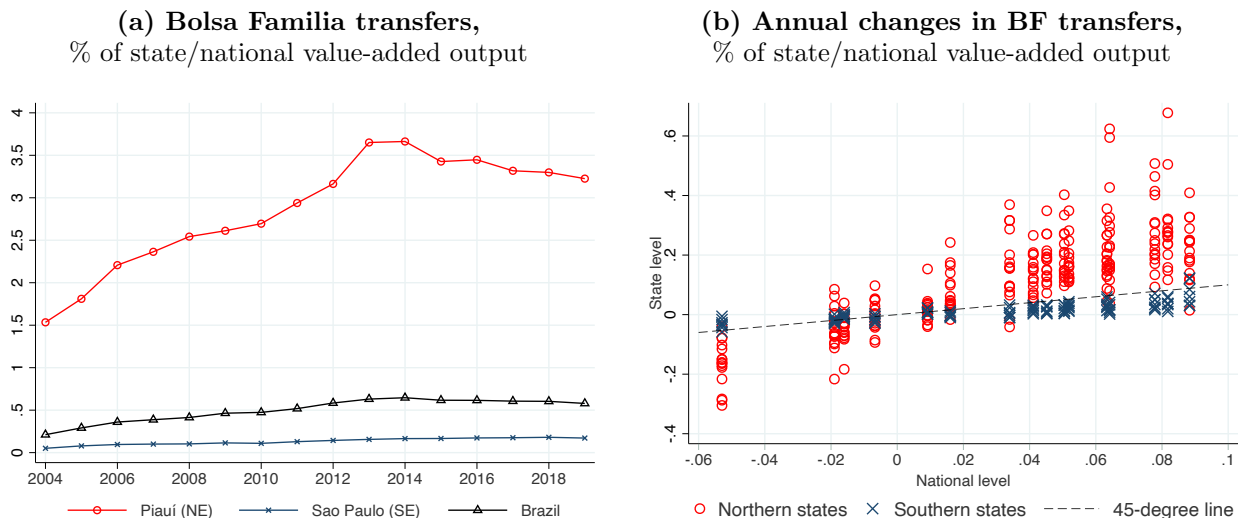 (a) Bolsa Familia transfers,
% of state/national value-added output
4
3.5
3
2.5
2
1.5
1
.5
0
2004 2006 2008 2010 2012 2014 2016 2018
Piauí (NE) Sao Paulo (SE) Brazil
(b) Annual changes in BF transfers,
% of state/national value-added output
State level
.6
.4
.2
0
-.2
-.4
-.06 -.04 -.02 0 .02 .04 .06 .08 .1
National level
Northern states Southern states 45-degree line